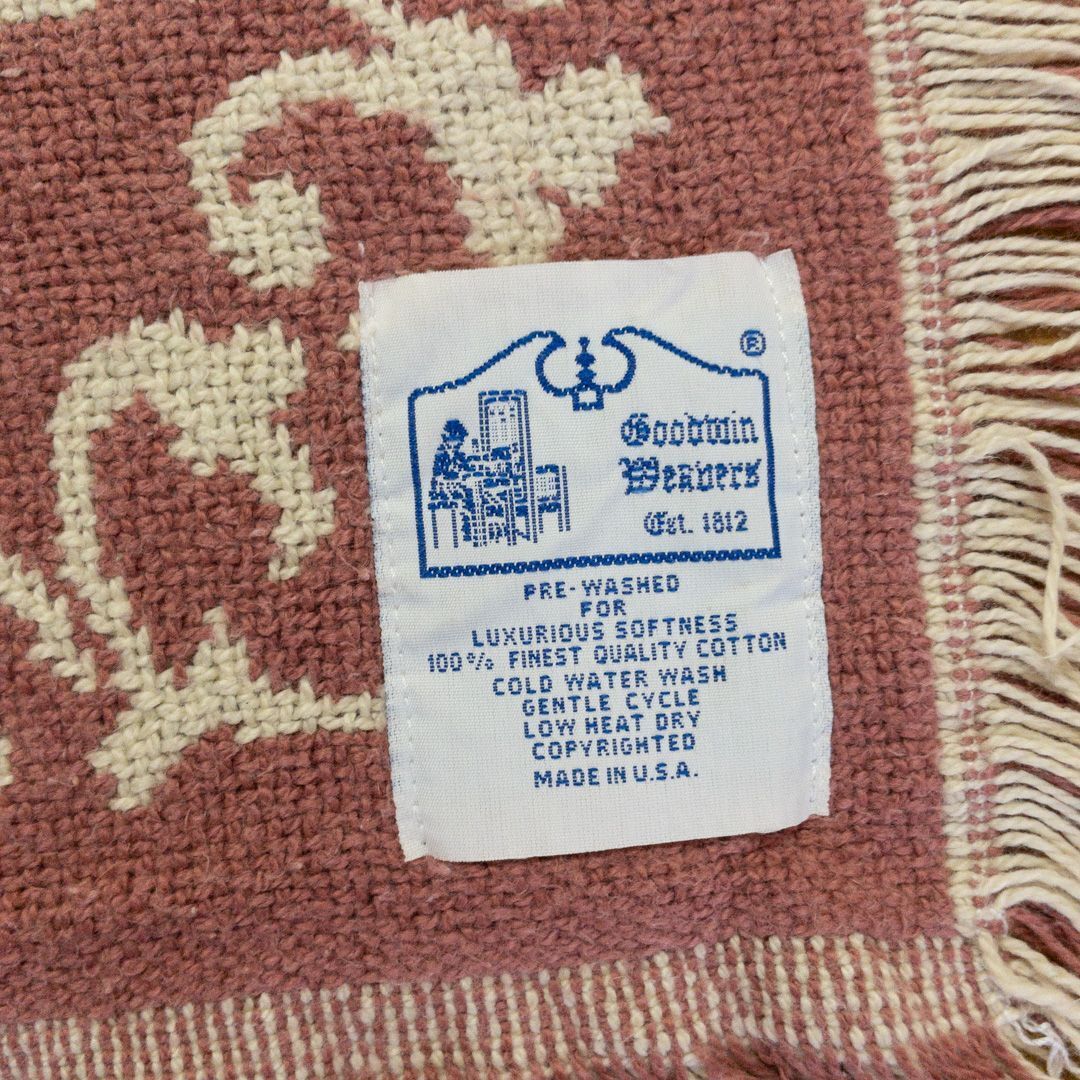 ®
Goodwin
Weavers
Est. 1812
PRE-WASHED
FOR
LUXURIOUS SOFTNESS
100% FINEST QUALITY COTTON
COLD WATER WASH
GENTLE CYCLE
LOW HEAT DRY
COPYRIGHTED
MADE IN U.S.A.